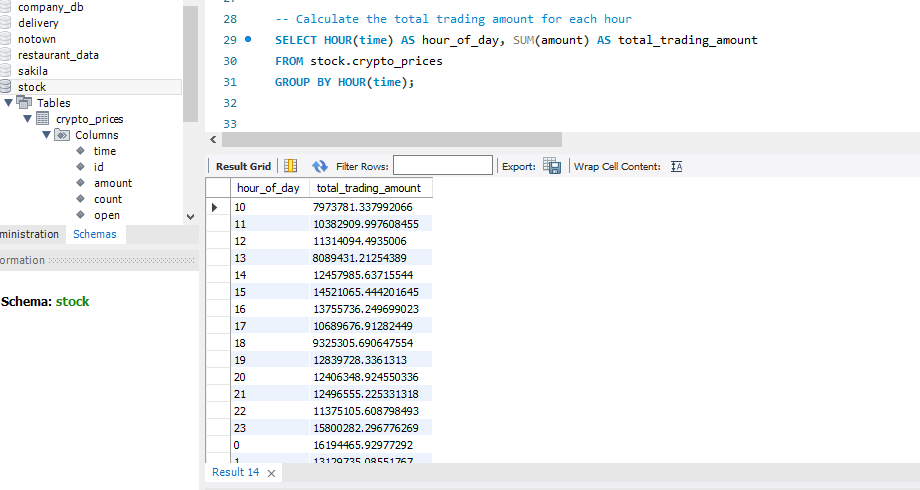 company_db
delivery
notown
restaurant_data
sakila
stock
Tables
crypto_prices
Columns
time
id
amount
count
open
ministration Schemas
ormation
Schema: stock
28 -- Calculate the total trading amount for each hour
29 SELECT HOUR(time) AS hour_of_day, SUM(amount) AS total_trading_amount
30 FROM stock.crypto_prices
31 GROUP BY HOUR(time);
32
33
Result Grid Filter Rows: Export: Wrap Cell Content:
hour_of_day total_trading_amount
10 7973781.337992066
11 10382909.997608455
12 11314094.4935006
13 8089431.21254389
14 12457985.63715544
15 14521065.444201645
16 13755736.249699023
17 10689676.91282449
18 9325305.690647554
19 12839728.3361313
20 12406348.924550336
21 12496555.225331318
22 11375105.608798493
23 15800282.296776269
0 16194465.92977292
1 13129735.08551767
Result 14